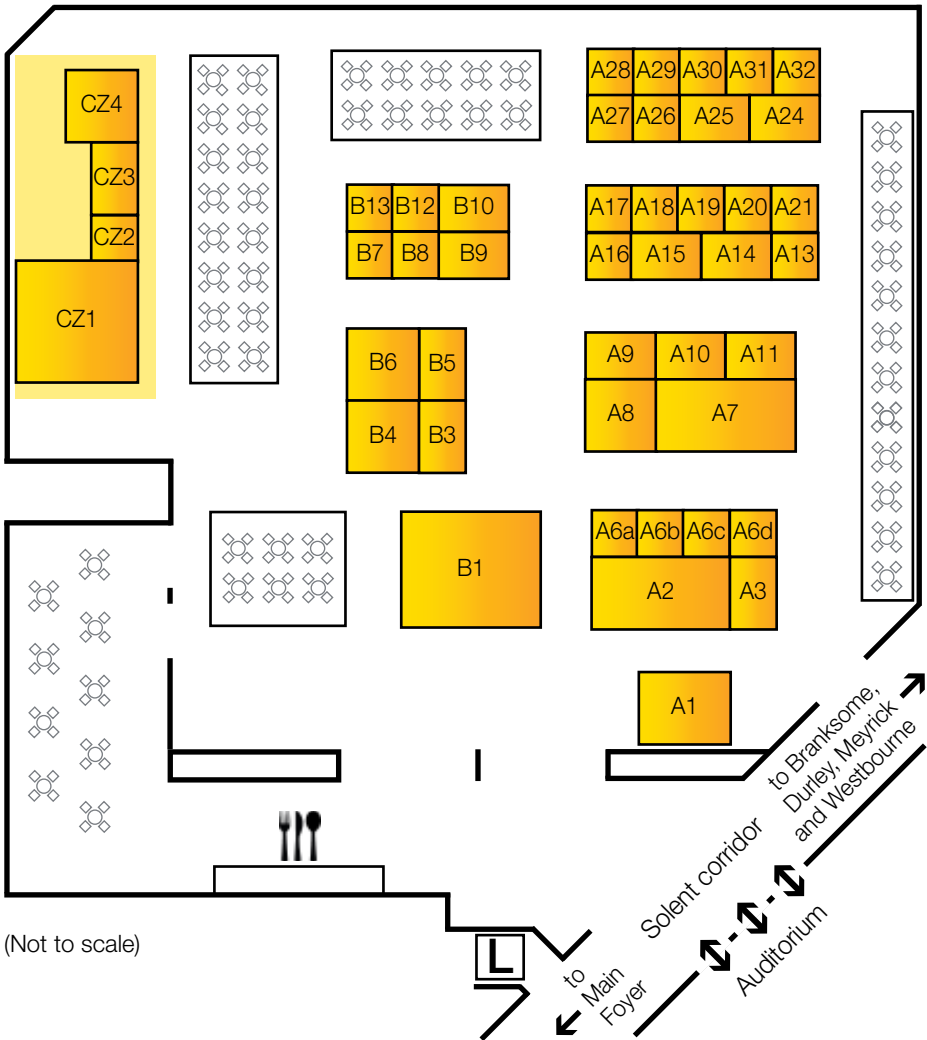 A28 A29 A30 A31 A32
CZ4
A27 A26 A25 A24
CZ3
B13 B12 B10
A17 A18 A19 A20 A21
CZ2
B7 B8 B9
A16 A15 A14 A13
CZ1
B6 B5
A9 A10 A11
B4 B3
A8 A7
A6a A6b A6c A6d
B1
A2 A3
A1
to Branksome,
Durley, Meyrick
and Westbourne
Solent corridor
Auditorium
(Not to scale)
L
to
Main
Foyer